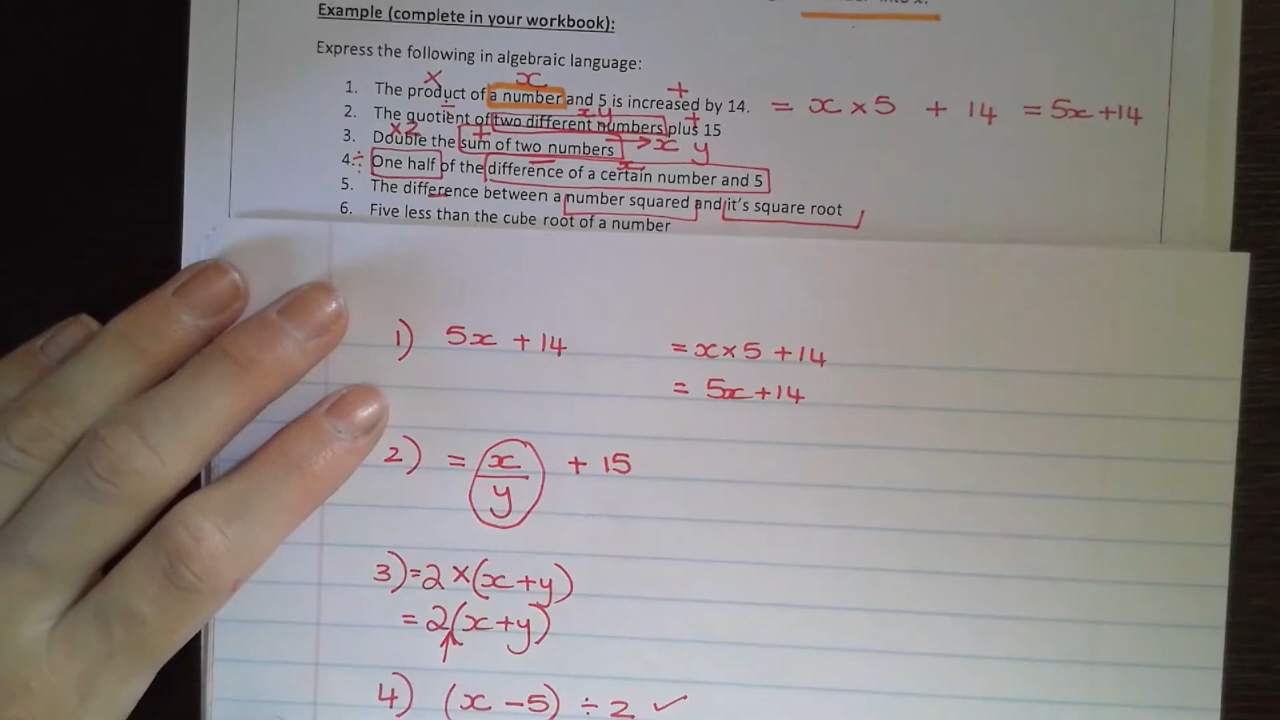 into x.
Example (complete in your workbook):
Express the following in algebraic language:
× x +
1. The product of a number and 5 is increased by 14. = x × 5 + 14 = 5x + 14
÷ x y +
2. The quotient of two different numbers plus 15
×2 + → x y
3. Double the sum of two numbers
÷ − x
4. One half of the difference of a certain number and 5
−
5. The difference between a number squared and it's square root
6. Five less than the cube root of a number
1) 5x + 14 = x × 5 + 14
= 5x + 14
2) = x/y + 15
3) = 2 × (x + y)
= 2(x + y)
4) (x − 5) ÷ 2 ✓